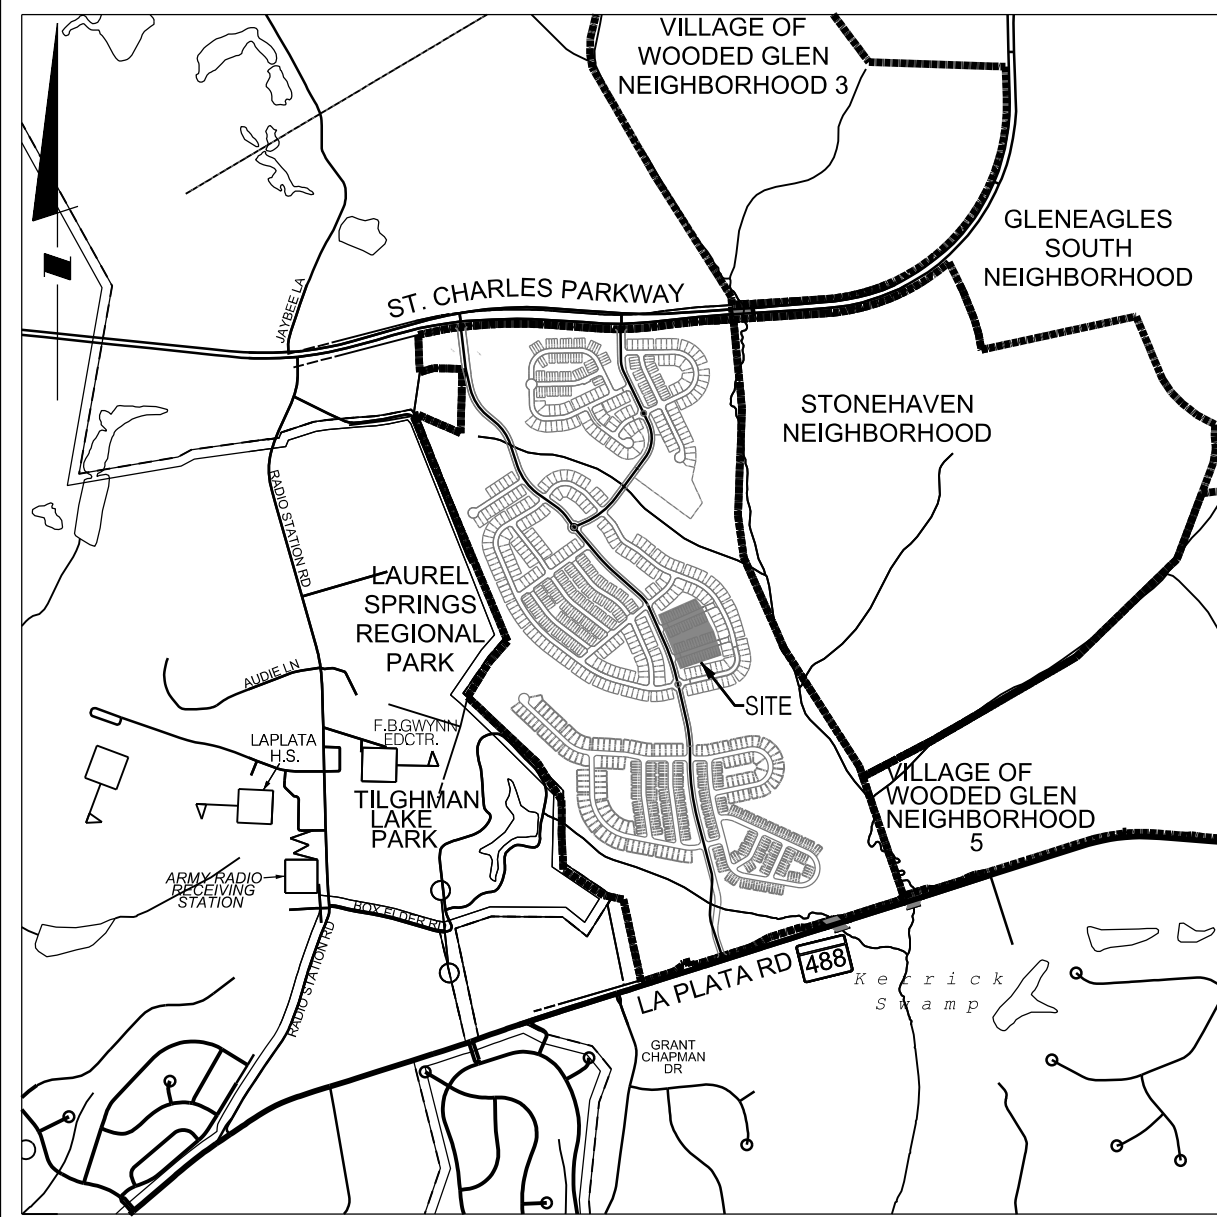 VILLAGE OF
WOODED GLEN
NEIGHBORHOOD 3
GLENEAGLES
SOUTH
NEIGHBORHOOD
ST. CHARLES PARKWAY
JAYBEE LA
STONEHAVEN
NEIGHBORHOOD
RADIO STATION RD
LAUREL
SPRINGS
REGIONAL
PARK
AUDIE LN
SITE
F.B.GWYNN
EDCTR.
LAPLATA
H.S.
TILGHMAN
LAKE
PARK
VILLAGE OF
WOODED GLEN
NEIGHBORHOOD
5
ARMY RADIO
RECEIVING
STATION
BOX ELDER RD
RADIO STATION RD
LA PLATA RD
488
Kerrick
Swamp
GRANT
CHAPMAN
DR